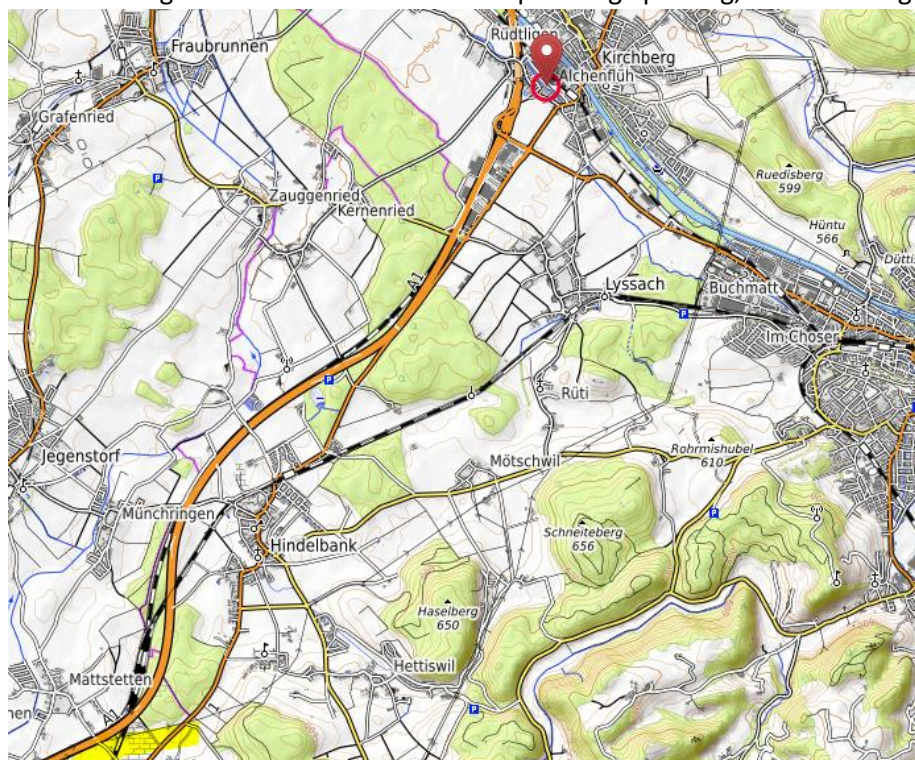 Fraubrunnen
Rüdtligen
Kirchberg
Alchenflüh
Grafenried
Ruedisberg
599
Zauggenried
Kernenried
Hüntu
566
A1
Lyssach
Buchmatt
Im Choser
Rüti
Jegenstorf
Mötschwil
Rohrmishubel
610
Münchringen
Schneiteberg
656
Hindelbank
Haselberg
650
Hettiswil
Mattstetten
A1